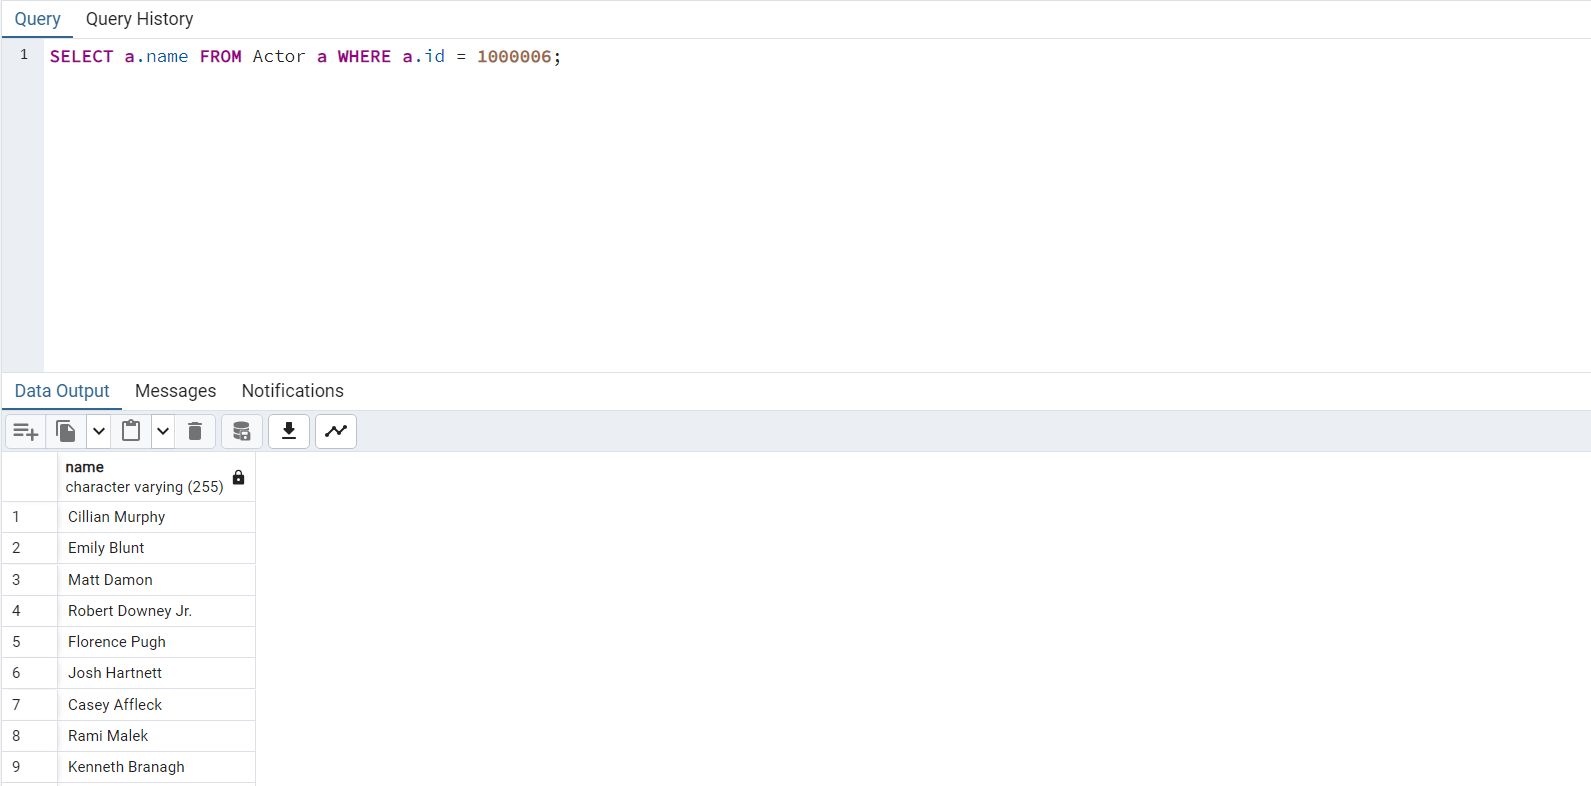 Query Query History
1 SELECT a.name FROM Actor a WHERE a.id = 1000006;
Data Output Messages Notifications
name
character varying (255)
1 Cillian Murphy
2 Emily Blunt
3 Matt Damon
4 Robert Downey Jr.
5 Florence Pugh
6 Josh Hartnett
7 Casey Affleck
8 Rami Malek
9 Kenneth Branagh